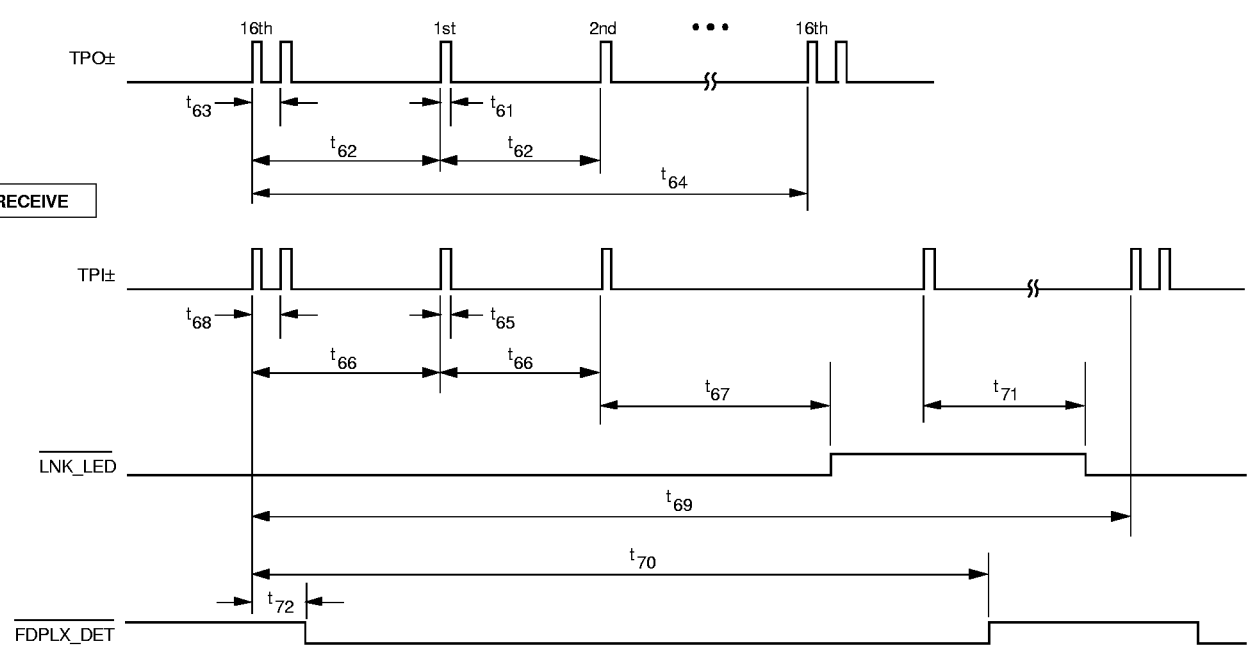 16th 1st 2nd ••• 16th
TPO±
t63 t61
t62 t62
t64
RECEIVE
TPI±
t68 t65
t66 t66
t67 t71
LNK_LED
t69
t70
t72
FDPLX_DET